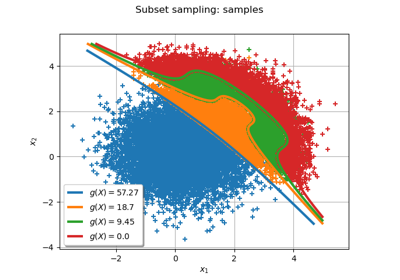 Subset sampling: samples
4
2
0
−2
−4
x2
g(X) = 57.27
g(X) = 18.7
g(X) = 9.45
g(X) = 0.0
−2
0
2
4
x1